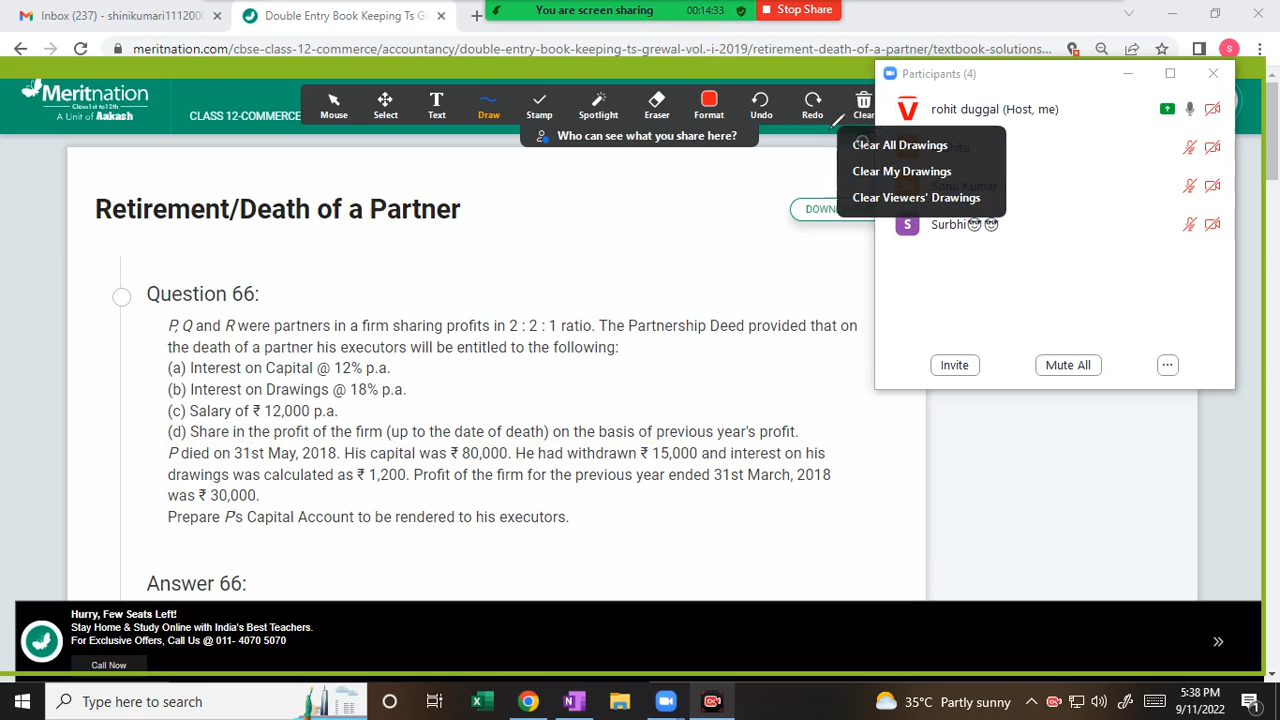 Inbox (237) - shinikumari111200
Double Entry Book Keeping Ts Gr
You are screen sharing
00:14:33
Stop Share
meritnation.com/cbse-class-12-commerce/accountancy/double-entry-book-keeping-ts-grewal-vol.-i-2019/retirement-death-of-a-partner/textbook-solutions...
S
Meritnation
Class 1st to 12th
A Unit of Aakash
CLASS 12-COMMERCE
Mouse
Select
Text
Draw
Stamp
Spotlight
Eraser
Format
Undo
Redo
Clear
Who can see what you share here?
Clear All Drawings
Clear My Drawings
Clear Viewers' Drawings
Participants (4)
rohit duggal (Host, me)
Sonu Kumar
S
Surbhi😎😎
Invite
Mute All
...
Retirement/Death of a Partner
DOWN
Question 66:
P, Q and R were partners in a firm sharing profits in 2 : 2 : 1 ratio. The Partnership Deed provided that on
the death of a partner his executors will be entitled to the following:
(a) Interest on Capital @ 12% p.a.
(b) Interest on Drawings @ 18% p.a.
(c) Salary of ₹ 12,000 p.a.
(d) Share in the profit of the firm (up to the date of death) on the basis of previous year's profit.
P died on 31st May, 2018. His capital was ₹ 80,000. He had withdrawn ₹ 15,000 and interest on his
drawings was calculated as ₹ 1,200. Profit of the firm for the previous year ended 31st March, 2018
was ₹ 30,000.
Prepare P's Capital Account to be rendered to his executors.
Answer 66:
Hurry, Few Seats Left!
Stay Home & Study Online with India's Best Teachers.
For Exclusive Offers, Call Us @ 011- 4070 5070
Call Now
»
Type here to search
35°C Partly sunny
5:38 PM
9/11/2022
1